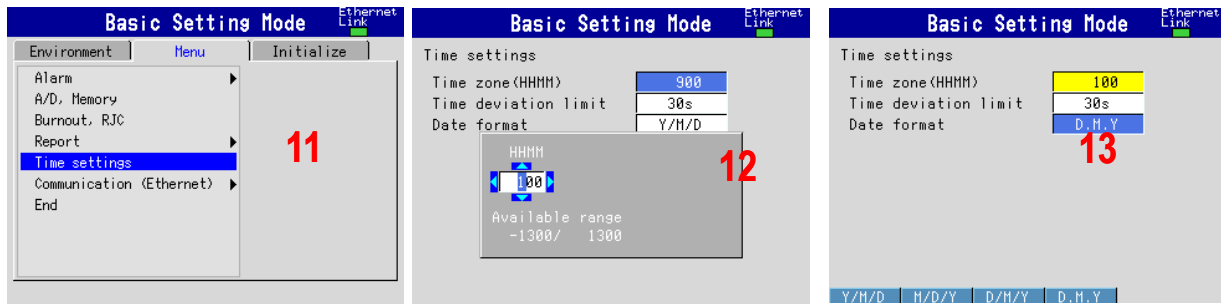 Basic Setting Mode
Ethernet
Link
Environment Menu Initialize
Alarm
A/D, Memory
Burnout, RJC
Report
Time settings
Communication (Ethernet)
End
11
Basic Setting Mode
Ethernet
Link
Time settings
Time zone(HHMM) 900
Time deviation limit 30s
Date format Y/M/D
HHMM
100
Available range
-1300/ 1300
12
Basic Setting Mode
Ethernet
Link
Time settings
Time zone(HHMM) 100
Time deviation limit 30s
Date format D.M.Y
13
Y/M/D M/D/Y D/M/Y D.M.Y